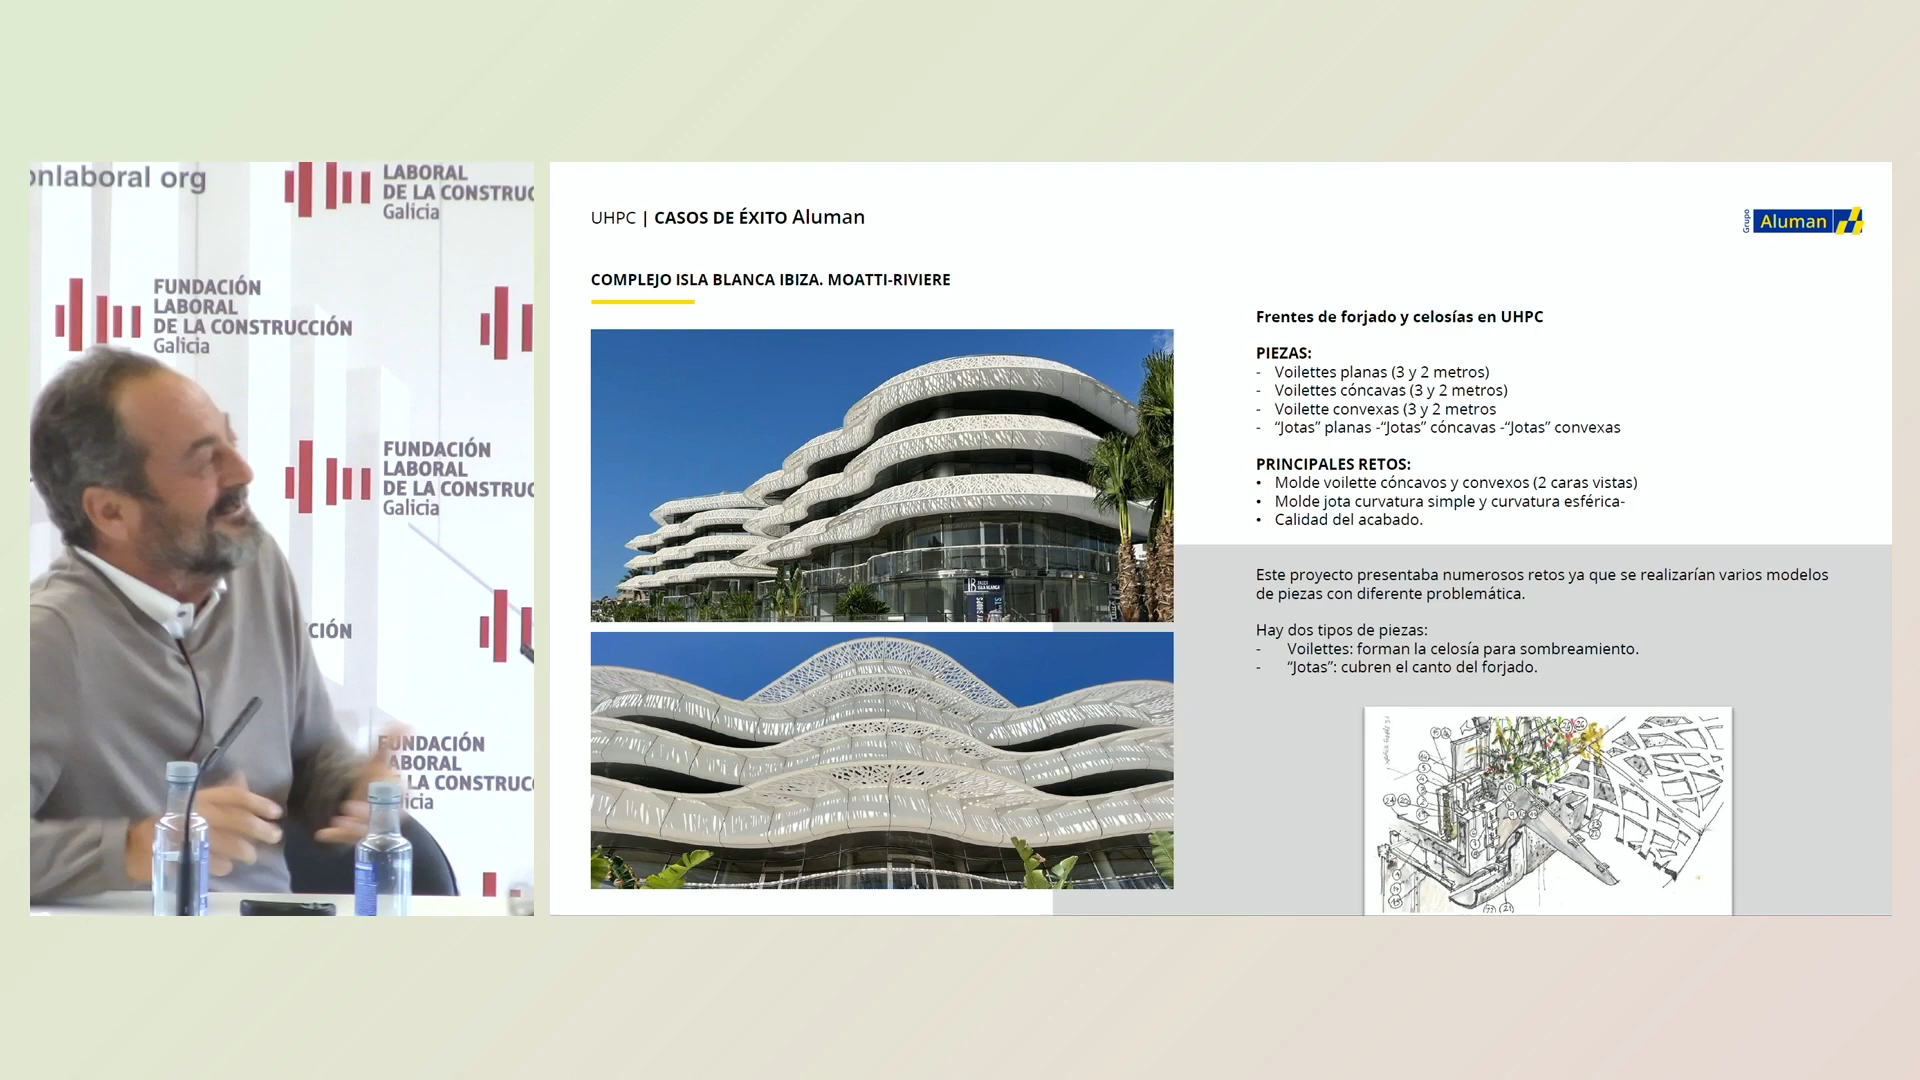 onlaboral org
LABORAL
DE LA CONSTRUC
Galicia
FUNDACIÓN
LABORAL
DE LA CONSTRUCCIÓN
Galicia
FUNDACIÓN
LABORAL
DE LA CONSTRUC
Galicia
CIÓN
FUNDACIÓN
LABORAL
LA CONSTRUCC
icia
UHPC | CASOS DE ÉXITO Aluman
Grupo Aluman
COMPLEJO ISLA BLANCA IBIZA. MOATTI-RIVIERE
Frentes de forjado y celosías en UHPC
PIEZAS:
- Voilettes planas (3 y 2 metros)
- Voilettes cóncavas (3 y 2 metros)
- Voilette convexas (3 y 2 metros
- “Jotas” planas -“Jotas” cóncavas -“Jotas” convexas
PRINCIPALES RETOS:
• Molde voilette cóncavos y convexos (2 caras vistas)
• Molde jota curvatura simple y curvatura esférica-
• Calidad del acabado.
Este proyecto presentaba numerosos retos ya que se realizarían varios modelos
de piezas con diferente problemática.
Hay dos tipos de piezas:
- Voilettes: forman la celosía para sombreamiento.
- “Jotas”: cubren el canto del forjado.